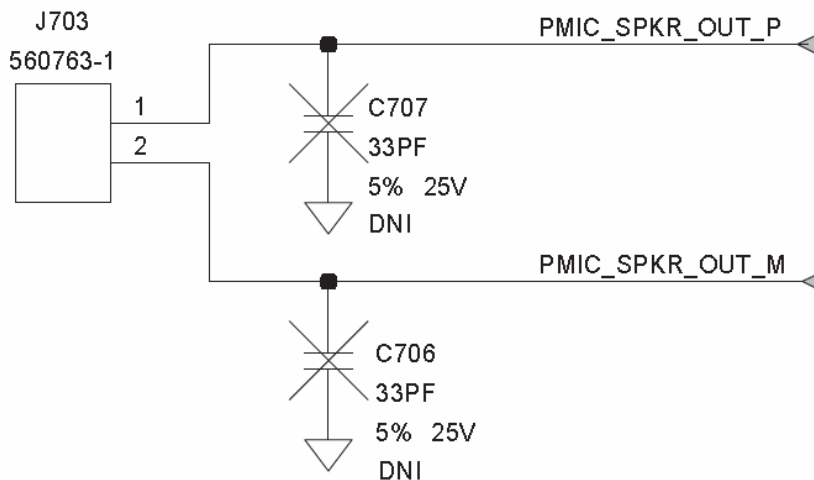 J703
560763-1
1
2
PMIC_SPKR_OUT_P
C707
33PF
5% 25V
DNI
PMIC_SPKR_OUT_M
C706
33PF
5% 25V
DNI